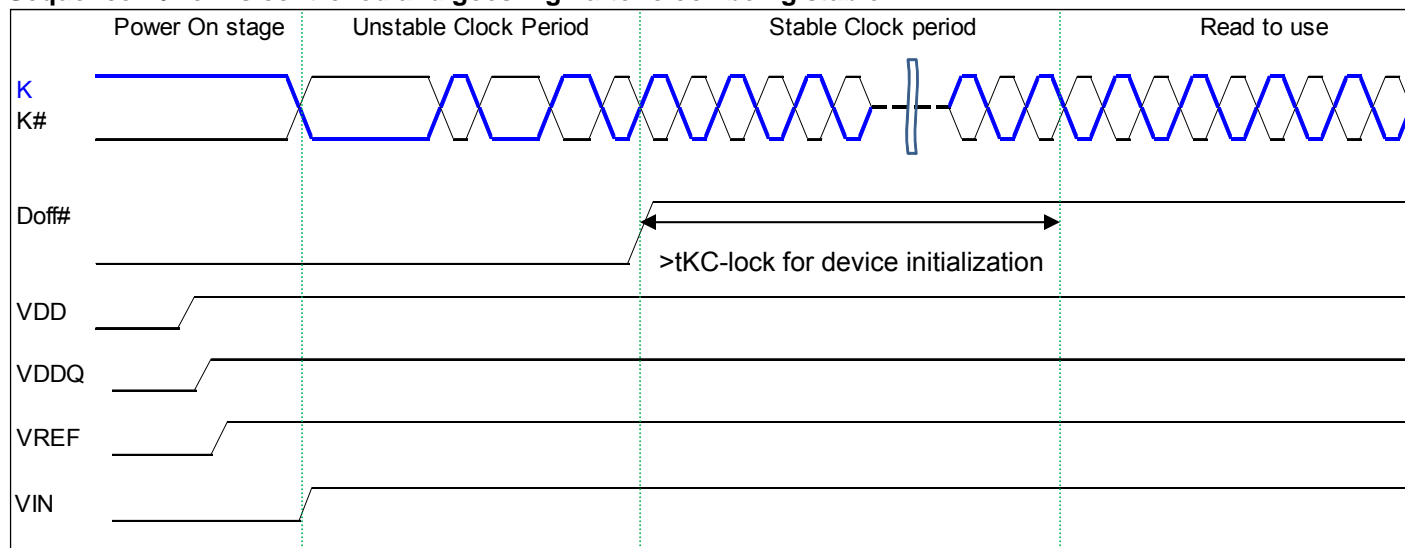 Power On stage
Unstable Clock Period
Stable Clock period
Read to use
K
K#
Doff#
>tKC-lock for device initialization
VDD
VDDQ
VREF
VIN